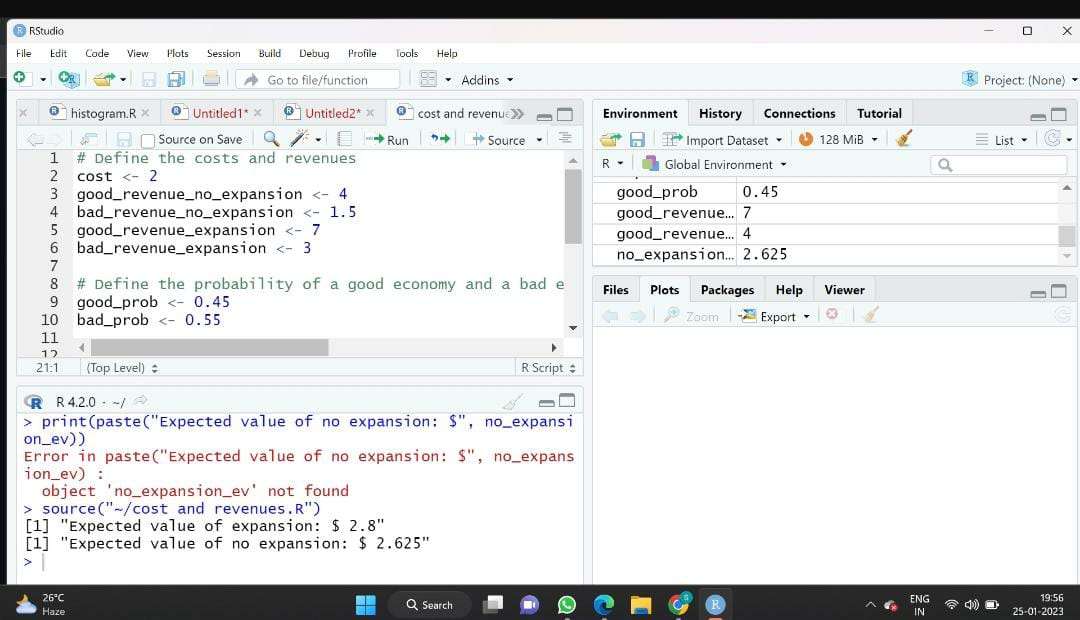 RStudio
File Edit Code View Plots Session Build Debug Profile Tools Help
Go to file/function Addins Project: (None)
histogram.R Untitled1* Untitled2* cost and revenue
Source on Save Run Source
1 # Define the costs and revenues
2 cost <- 2
3 good_revenue_no_expansion <- 4
4 bad_revenue_no_expansion <- 1.5
5 good_revenue_expansion <- 7
6 bad_revenue_expansion <- 3
7
8 # Define the probability of a good economy and a bad e
9 good_prob <- 0.45
10 bad_prob <- 0.55
11
12
21:1 (Top Level) R Script
R 4.2.0 · ~/
> print(paste("Expected value of no expansion: $", no_expansi
on_ev))
Error in paste("Expected value of no expansion: $", no_expans
ion_ev) :
object 'no_expansion_ev' not found
> source("~/cost and revenues.R")
[1] "Expected value of expansion: $ 2.8"
[1] "Expected value of no expansion: $ 2.625"
>
Environment History Connections Tutorial
Import Dataset 128 MiB List
R Global Environment
good_prob 0.45
good_revenue... 7
good_revenue... 4
no_expansion... 2.625
Files Plots Packages Help Viewer
Zoom Export
26°C
Haze
Search
ENG
IN
19:56
25-01-2023